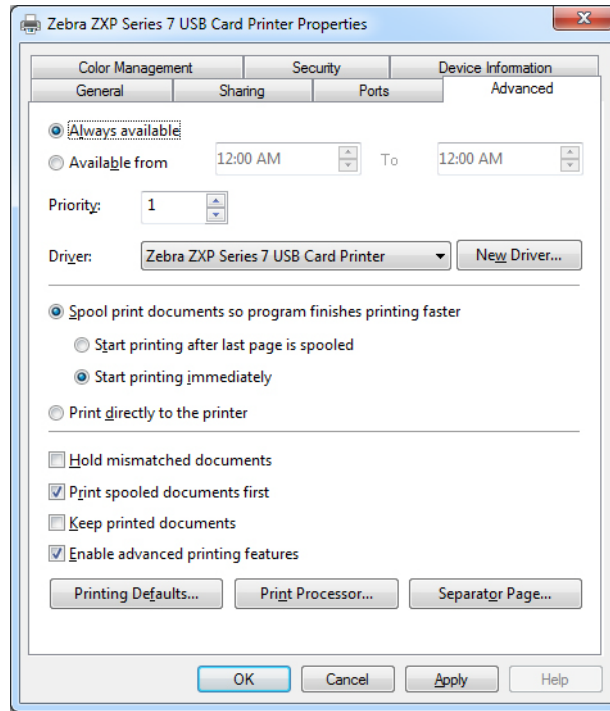 Zebra ZXP Series 7 USB Card Printer Properties
Color Management Security Device Information
General Sharing Ports Advanced
Always available
Available from 12:00 AM To 12:00 AM
Priority: 1
Driver: Zebra ZXP Series 7 USB Card Printer New Driver...
Spool print documents so program finishes printing faster
Start printing after last page is spooled
Start printing immediately
Print directly to the printer
Hold mismatched documents
Print spooled documents first
Keep printed documents
Enable advanced printing features
Printing Defaults... Print Processor... Separator Page...
OK Cancel Apply Help